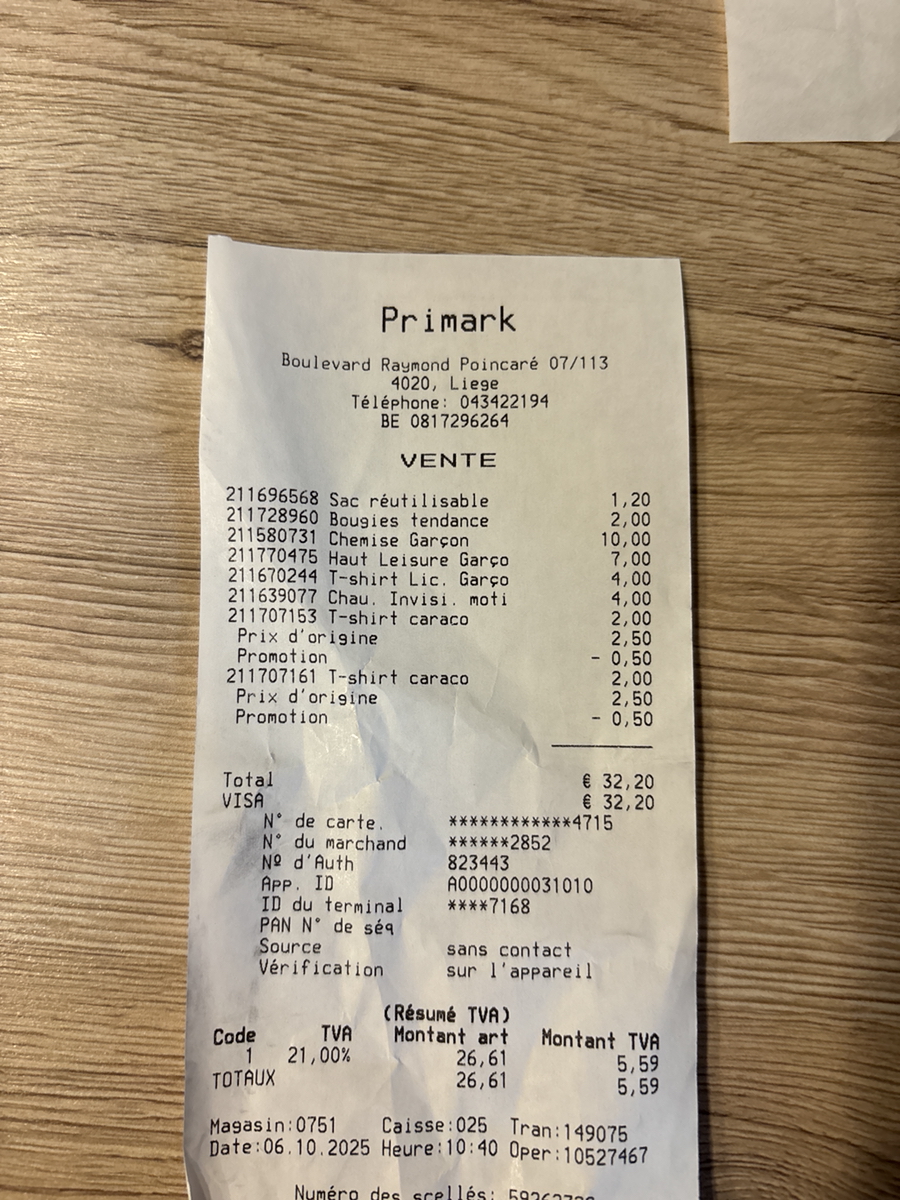 Primark
Boulevard Raymond Poincaré 07/113
4020, Liege
Téléphone: 043422194
BE 0817296264
VENTE
211696568 Sac réutilisable 1,20
211728960 Bougies tendance 2,00
211580731 Chemise Garçon 10,00
211770475 Haut Leisure Garço 7,00
211670244 T-shirt Lic. Garço 4,00
211639077 Chau. Invisi. moti 4,00
211707153 T-shirt caraco 2,00
Prix d'origine 2,50
Promotion - 0,50
211707161 T-shirt caraco 2,00
Prix d'origine 2,50
Promotion - 0,50
Total € 32,20
VISA € 32,20
N° de carte. ************4715
N° du marchand ******2852
Nº d'Auth 823443
App. ID A0000000031010
ID du terminal ****7168
PAN N° de séq
Source sans contact
Vérification sur l'appareil
(Résumé TVA)
Code TVA Montant art Montant TVA
1 21,00% 26,61 5,59
TOTAUX 26,61 5,59
Magasin:0751 Caisse:025 Tran:149075
Date:06.10.2025 Heure:10:40 Oper:10527467
Numéro des scellés: